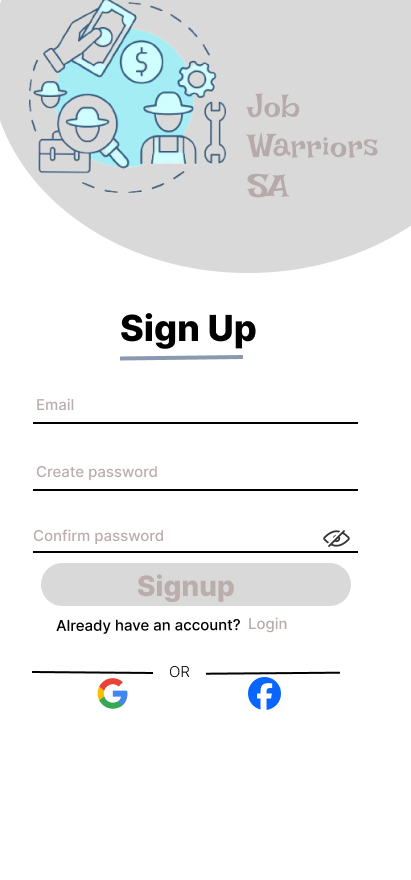 $
Job
Warriors
SA
Sign Up
Email
Create password
Confirm password
Signup
Already have an account? Login
OR